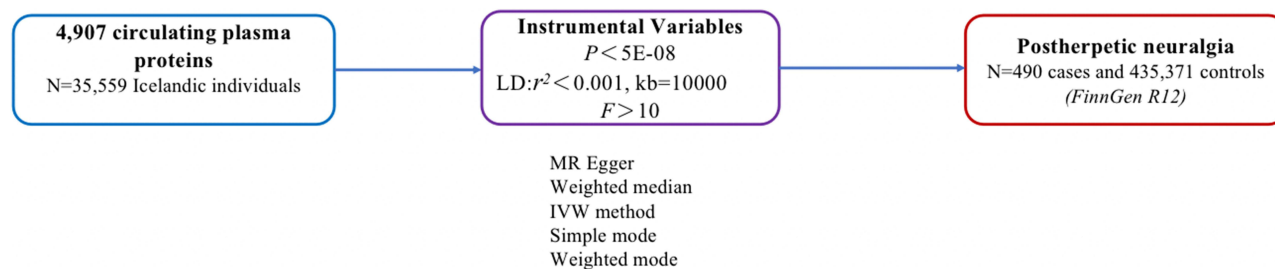 4,907 circulating plasma
proteins
N=35,559 Icelandic individuals
Instrumental Variables
P＜5E-08
LD:r²＜0.001, kb=10000
F＞10
Postherpetic neuralgia
N=490 cases and 435,371 controls
(FinnGen R12)
MR Egger
Weighted median
IVW method
Simple mode
Weighted mode